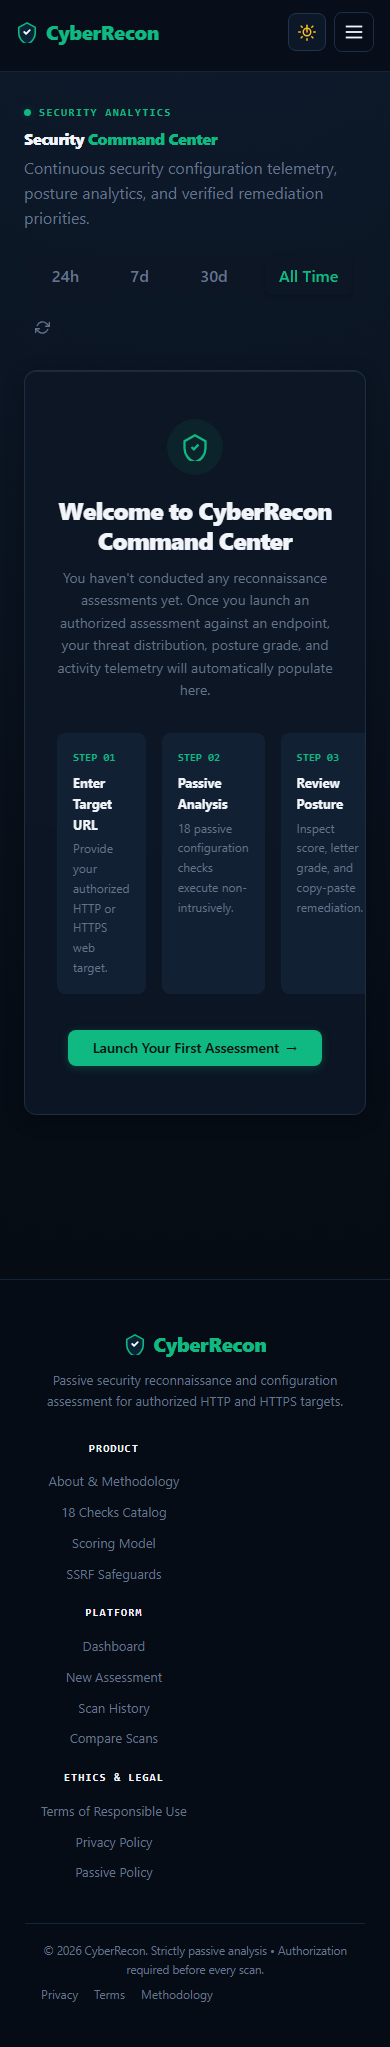 CyberRecon
SECURITY ANALYTICS
Security Command Center
Continuous security configuration telemetry,
posture analytics, and verified remediation
priorities.
24h 7d 30d All Time
Welcome to CyberRecon
Command Center
You haven't conducted any reconnaissance
assessments yet. Once you launch an
authorized assessment against an endpoint,
your threat distribution, posture grade, and
activity telemetry will automatically populate
here.
STEP 01
Enter
Target
URL
Provide
your
authorized
HTTP or
HTTPS
web
target.
STEP 02
Passive
Analysis
18 passive
configuration
checks
execute non-
intrusively.
STEP 03
Review
Posture
Inspect
score, letter
grade, and
copy-paste
remediation.
Launch Your First Assessment →
CyberRecon
Passive security reconnaissance and configuration
assessment for authorized HTTP and HTTPS targets.
PRODUCT
About & Methodology
18 Checks Catalog
Scoring Model
SSRF Safeguards
PLATFORM
Dashboard
New Assessment
Scan History
Compare Scans
ETHICS & LEGAL
Terms of Responsible Use
Privacy Policy
Passive Policy
© 2026 CyberRecon. Strictly passive analysis • Authorization
required before every scan.
Privacy Terms Methodology